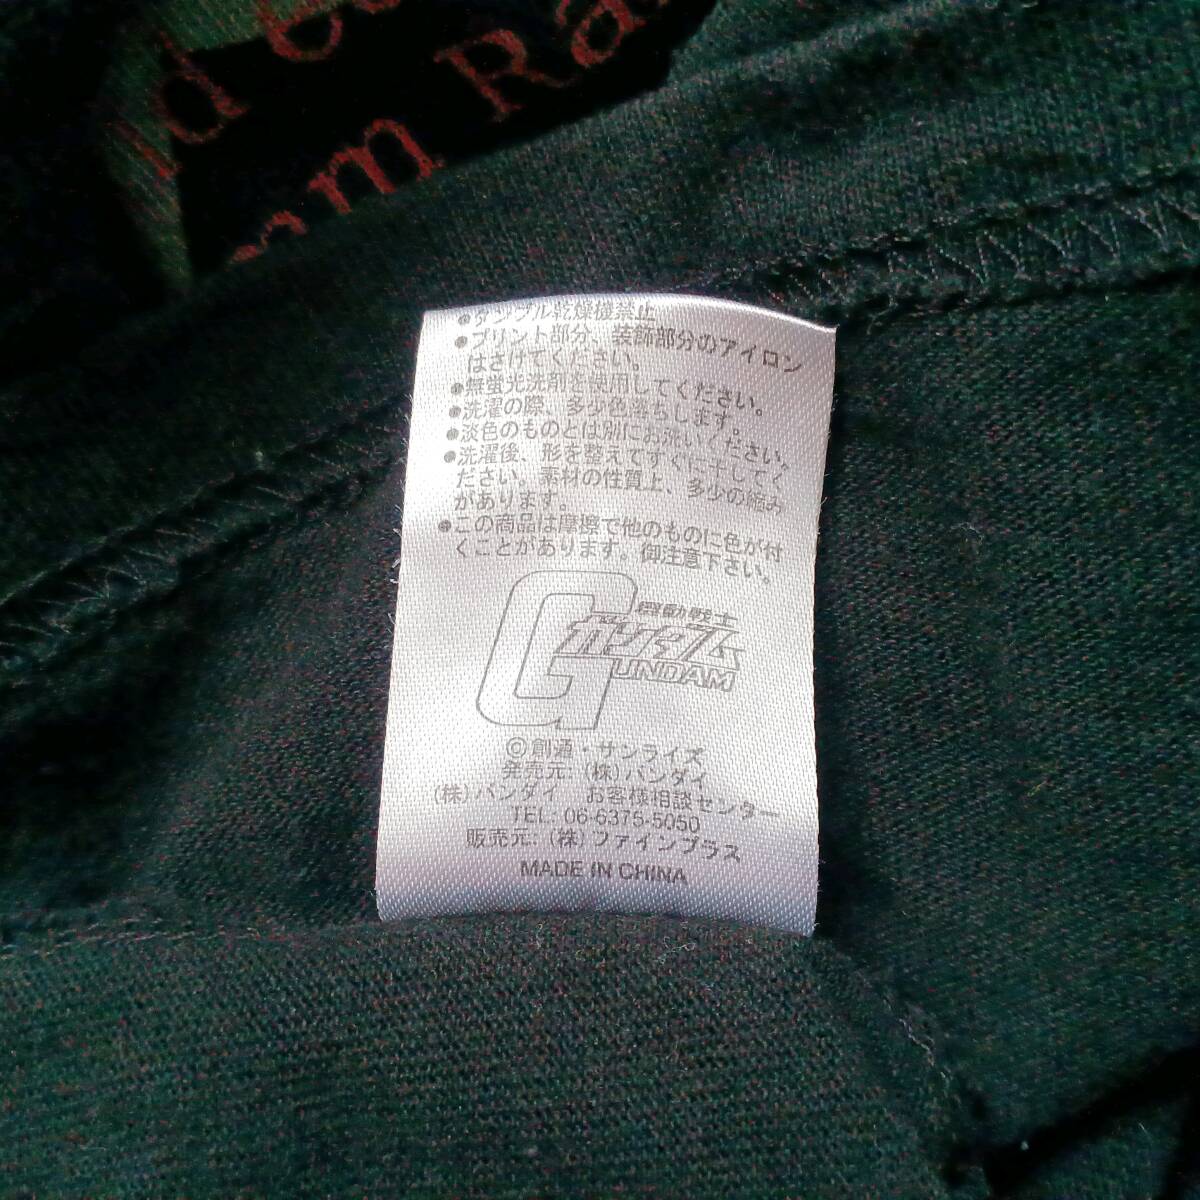 d
m Ra
●タンブル乾燥機禁止
●プリント部分、装飾部分のアイロン
はさけてください。
●無蛍光洗剤を使用してください。
●洗濯の際、多少色落ちします。
●淡色のものとは別にお洗いください。
●洗濯後、形を整えてすぐに干してく
ださい。素材の性質上、多少の縮み
があります。
●この商品は摩擦で他のものに色が付
くことがあります。御注意下さい。
機動戦士
ガンダム
GUNDAM
©創通・サンライズ
発売元: (株) バンダイ
(株) バンダイ お客様相談センター
TEL: 06-6375-5050
販売元: (株) ファインプラス
MADE IN CHINA